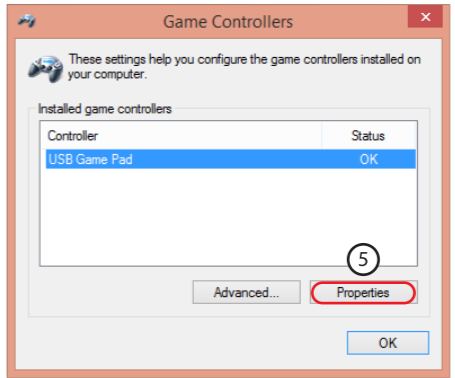 Game Controllers
These settings help you configure the game controllers installed on
your computer.
Installed game controllers
Controller Status
USB Game Pad OK
5
Advanced... Properties
OK